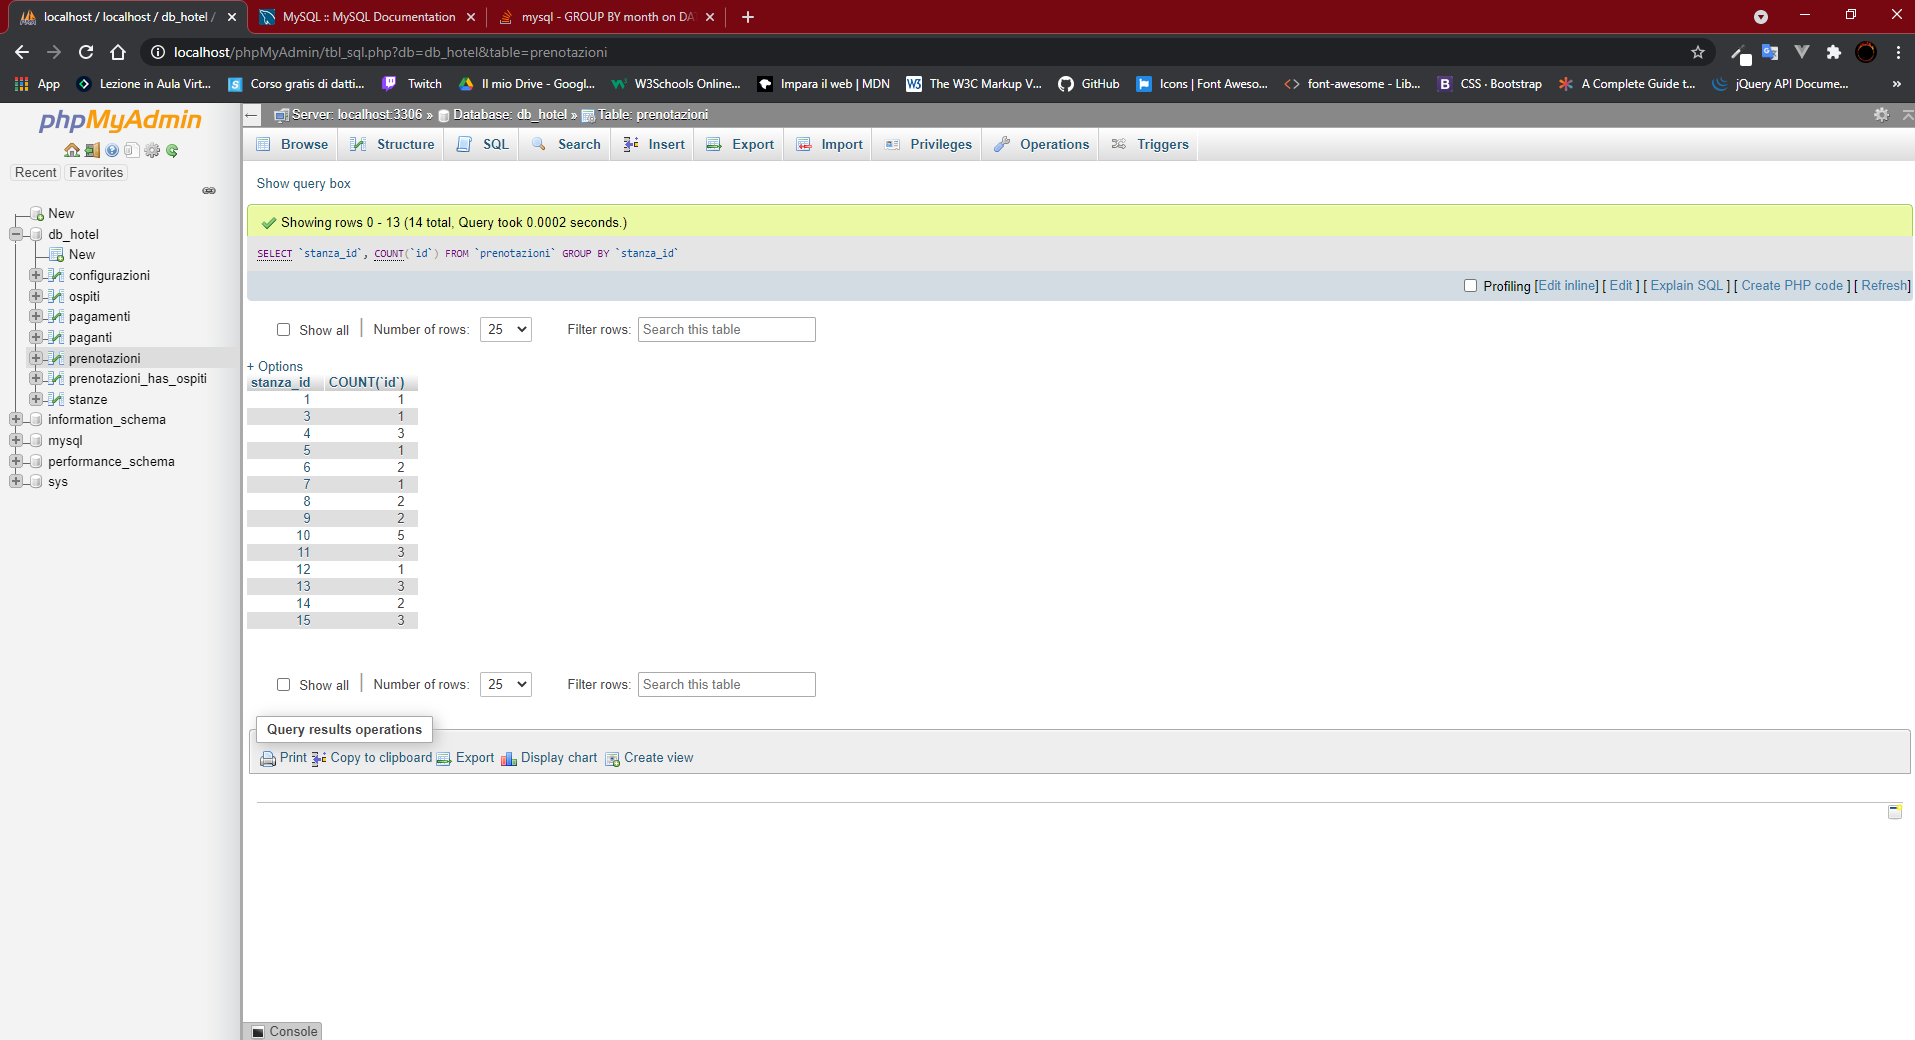 localhost / localhost / db_hotel /
MySQL :: MySQL Documentation
mysql - GROUP BY month on DA
localhost/phpMyAdmin/tbl_sql.php?db=db_hotel&table=prenotazioni
App
Lezione in Aula Virt...
Corso gratis di datti...
Twitch
Il mio Drive - Googl...
W3Schools Online...
Impara il web | MDN
The W3C Markup V...
GitHub
Icons | Font Aweso...
font-awesome - Lib...
CSS · Bootstrap
A Complete Guide t...
jQuery API Docume...
»
phpMyAdmin
Recent
Favorites
New
db_hotel
New
configurazioni
ospiti
pagamenti
paganti
prenotazioni
prenotazioni_has_ospiti
stanze
information_schema
mysql
performance_schema
sys
Server: localhost:3306 » Database: db_hotel » Table: prenotazioni
Browse
Structure
SQL
Search
Insert
Export
Import
Privileges
Operations
Triggers
Show query box
Showing rows 0 - 13 (14 total, Query took 0.0002 seconds.)
SELECT `stanza_id`, COUNT(`id`) FROM `prenotazioni` GROUP BY `stanza_id`
Profiling [Edit inline] [ Edit ] [ Explain SQL ] [ Create PHP code ] [ Refresh]
Show all | Number of rows: 25 Filter rows: Search this table
+ Options
stanza_id COUNT(`id`)
1 1
3 1
4 3
5 1
6 2
7 1
8 2
9 2
10 5
11 3
12 1
13 3
14 2
15 3
Show all | Number of rows: 25 Filter rows: Search this table
Query results operations
Print
Copy to clipboard
Export
Display chart
Create view
Console